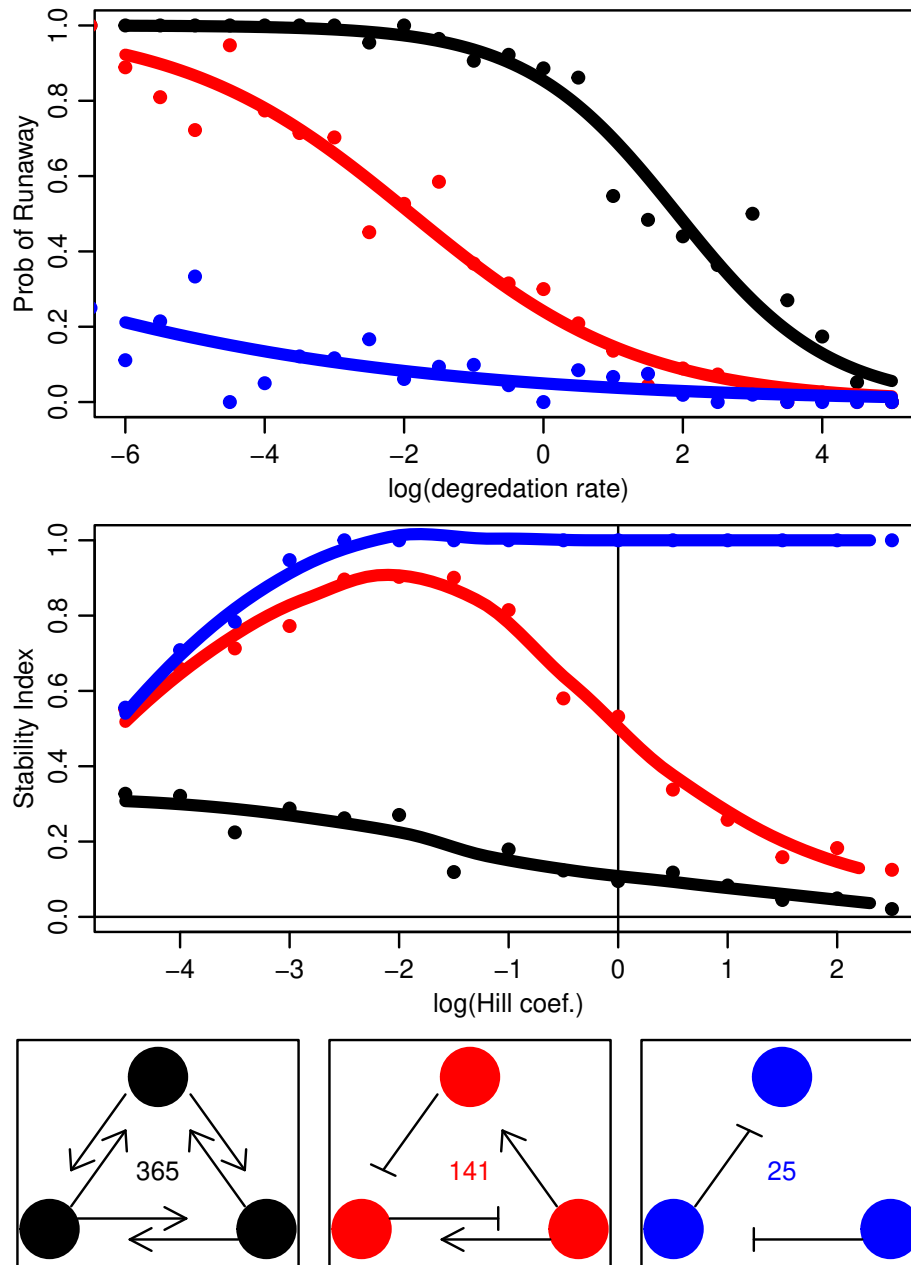 Prob of Runaway
1.0
0.8
0.6
0.4
0.2
0.0
−6 −4 −2 0 2 4
log(degredation rate)
Stability Index
1.0
0.8
0.6
0.4
0.2
0.0
−4 −3 −2 −1 0 1 2
log(Hill coef.)
365 141 25